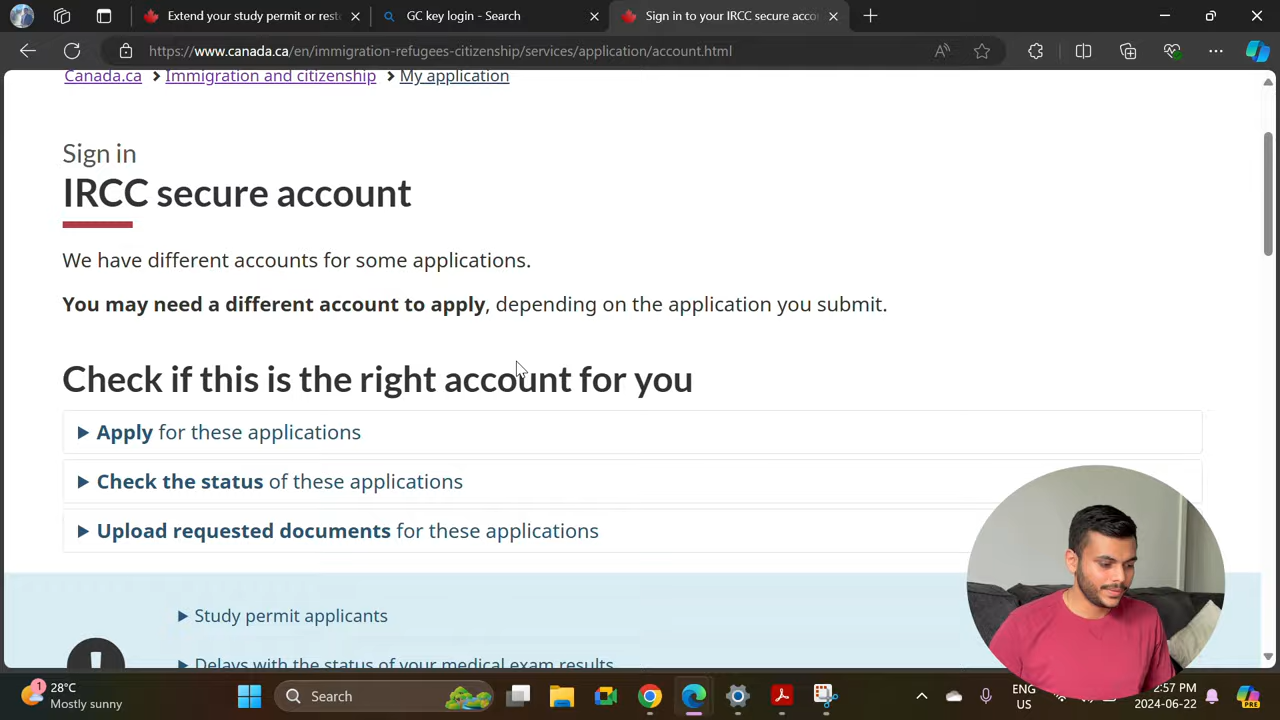 Extend your study permit or resto
GC key login - Search
Sign in to your IRCC secure acco
https://www.canada.ca/en/immigration-refugees-citizenship/services/application/account.html
Canada.ca > Immigration and citizenship > My application
Sign in
IRCC secure account
We have different accounts for some applications.
You may need a different account to apply, depending on the application you submit.
Check if this is the right account for you
Apply for these applications
Check the status of these applications
Upload requested documents for these applications
Study permit applicants
Delays with the status of your medical exam results
1
28°C
Mostly sunny
Search
ENG
US
2:57 PM
2024-06-22
PRE